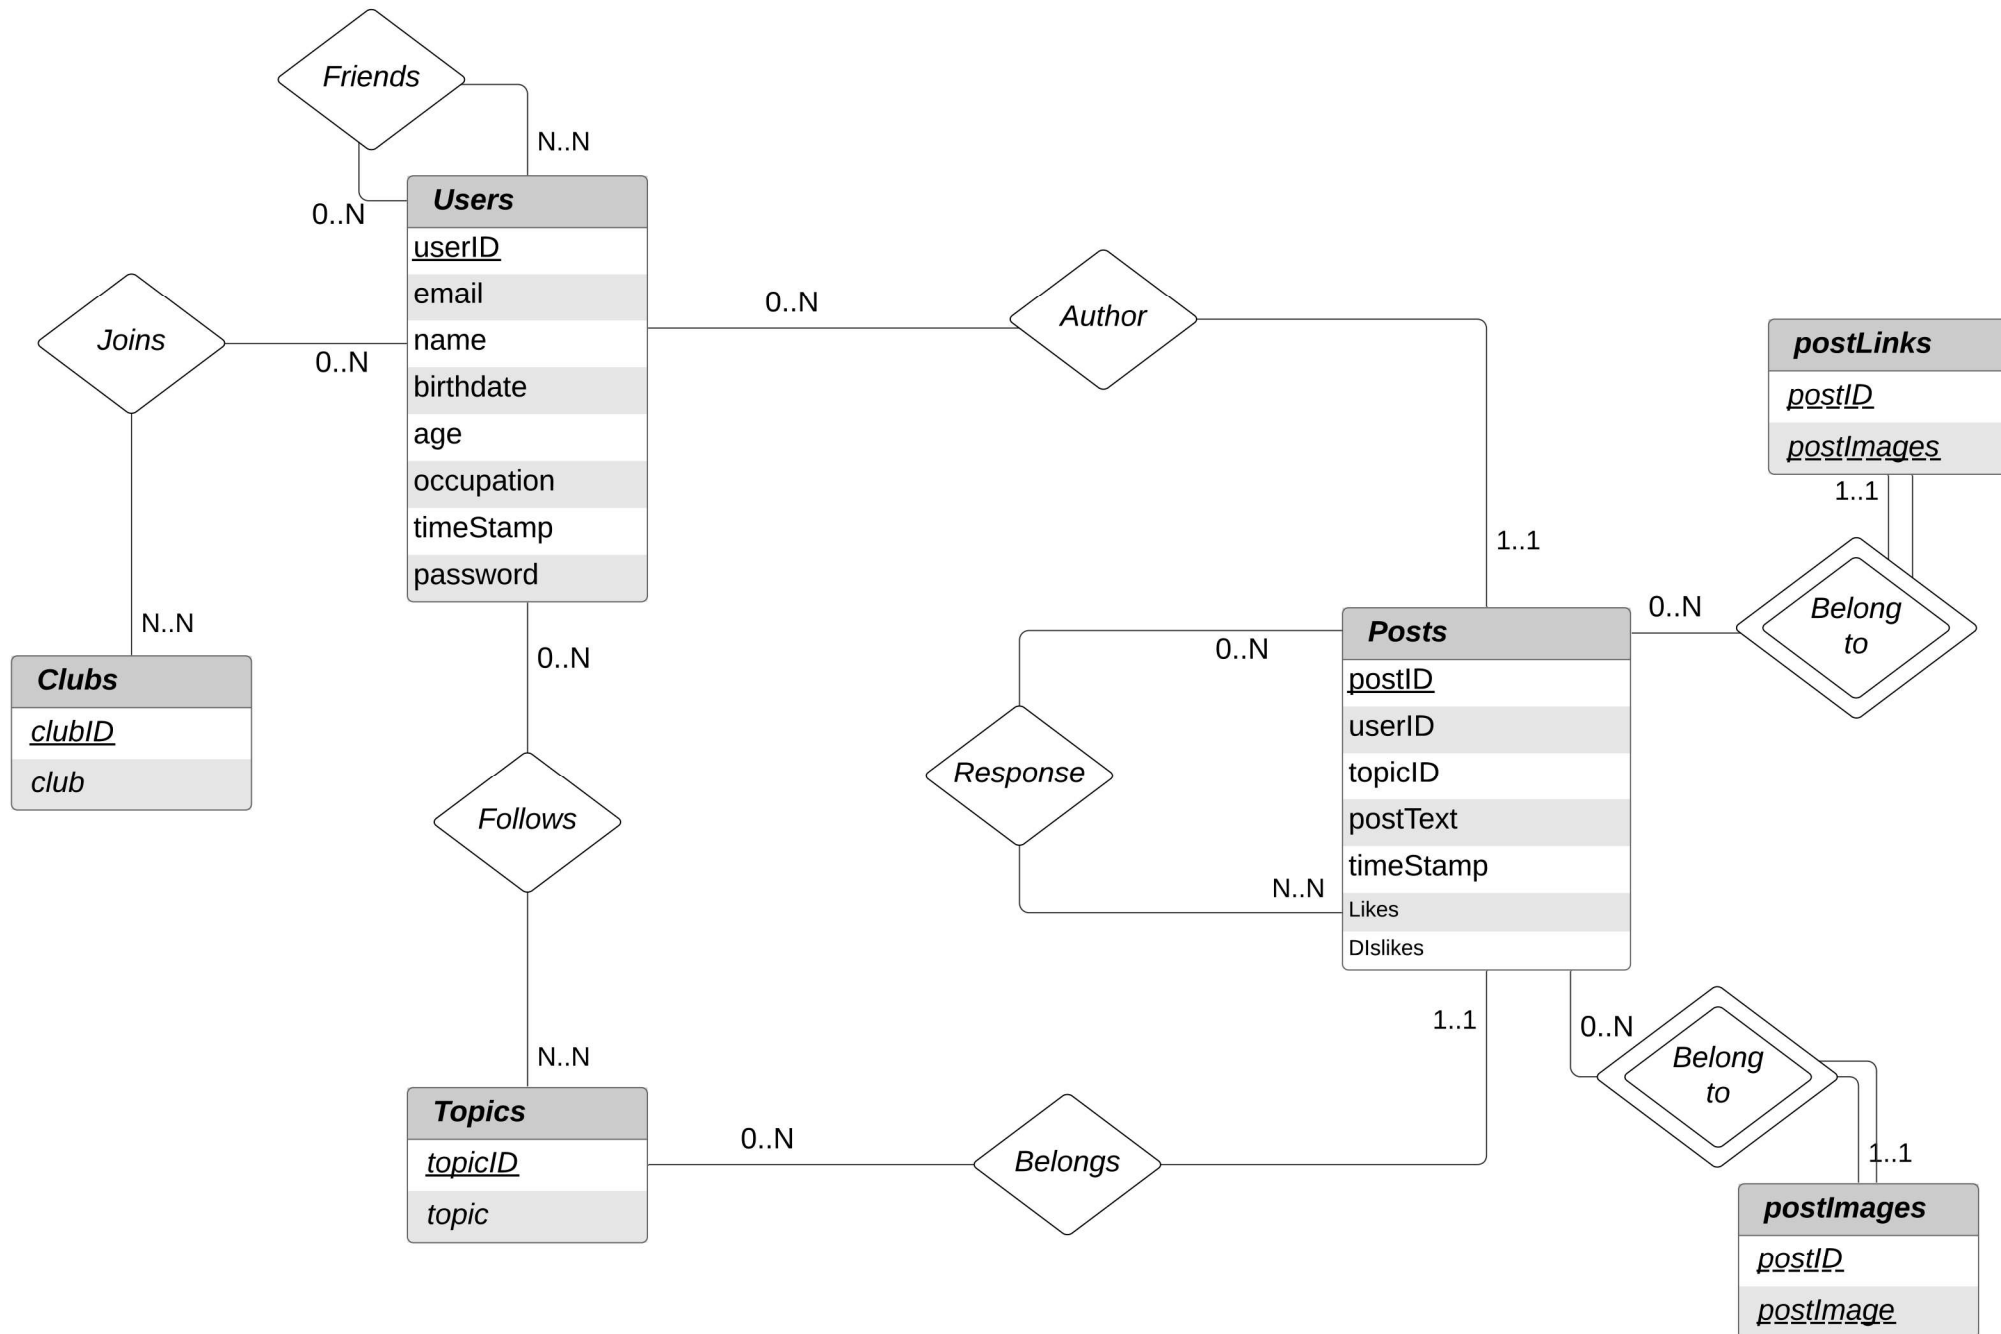 Friends
N..N
0..N
Users
userID
email
name
birthdate
age
occupation
timeStamp
password
Joins
0..N
N..N
Clubs
clubID
club
0..N
Author
1..1
postLinks
postID
postImages
1..1
Belong
to
0..N
Posts
postID
userID
topicID
postText
timeStamp
Likes
DIslikes
0..N
Response
N..N
0..N
Follows
N..N
Topics
topicID
topic
0..N
Belongs
1..1
0..N
Belong
to
1..1
postImages
postID
postImage